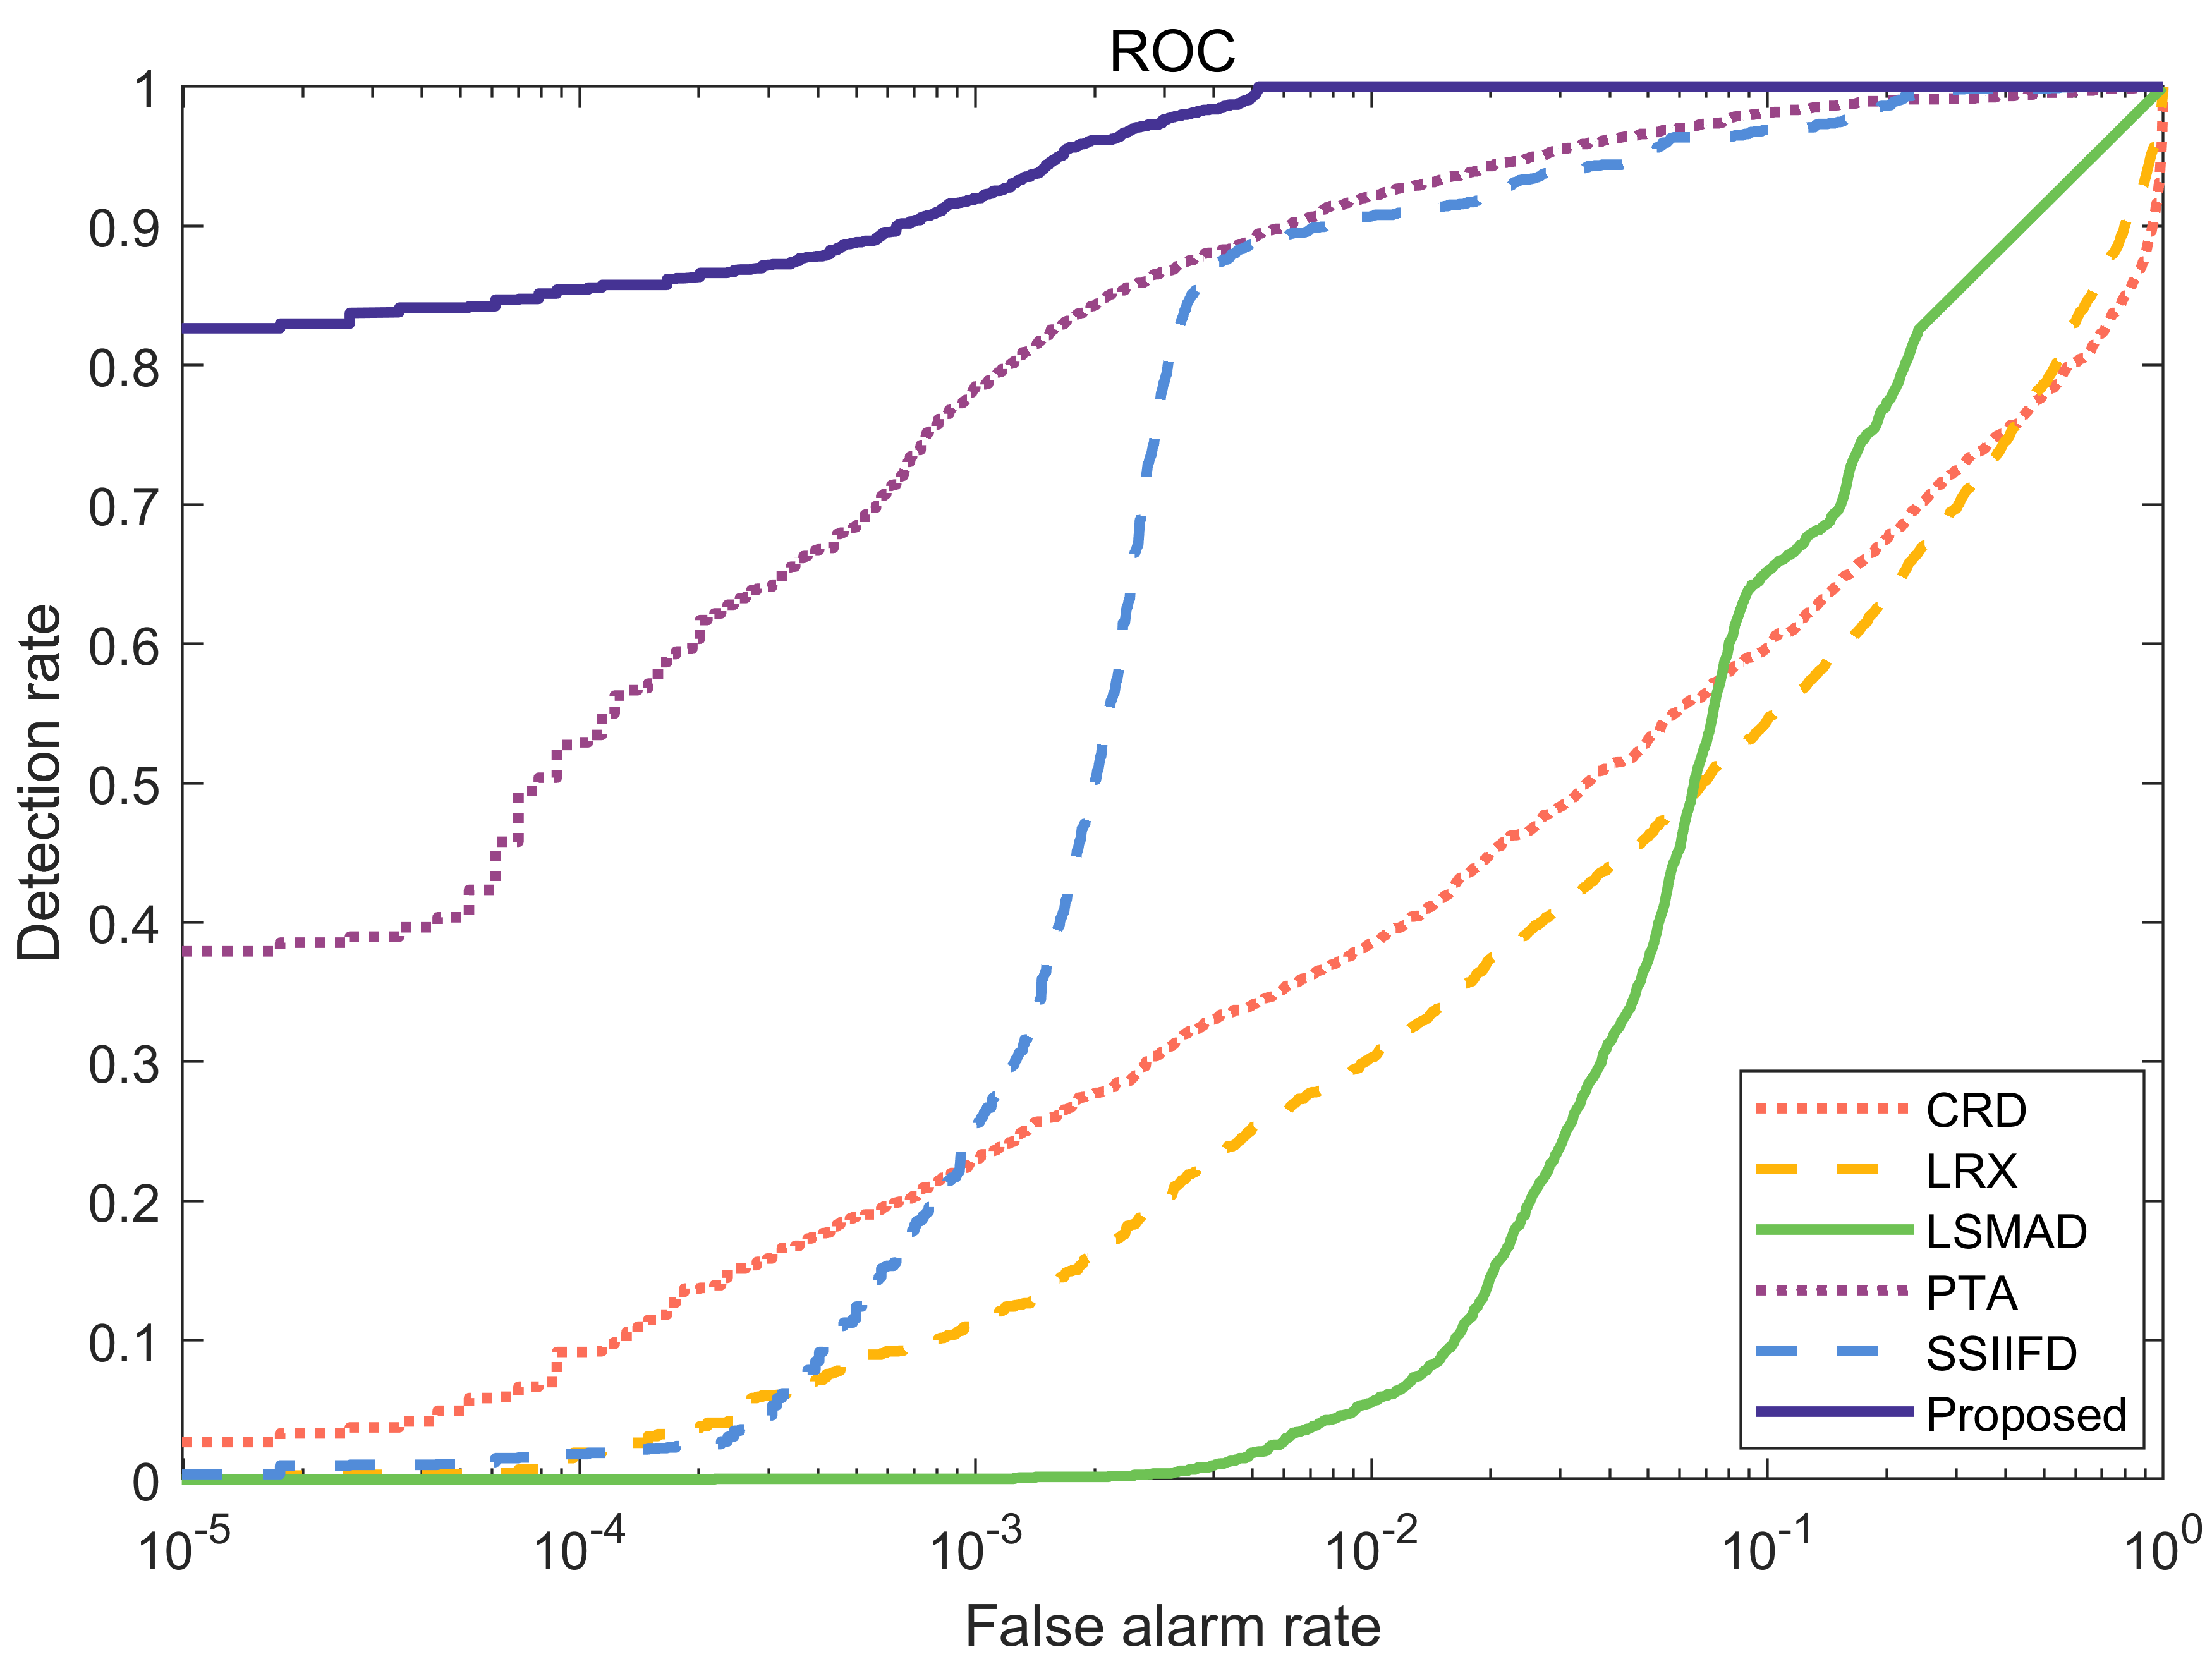 ROC
1
0.9
0.8
0.7
0.6
0.5
0.4
0.3
0.2
0.1
0
Detection rate
CRD
LRX
LSMAD
PTA
SSIIFD
Proposed
10-5 10-4 10-3 10-2 10-1 100
False alarm rate